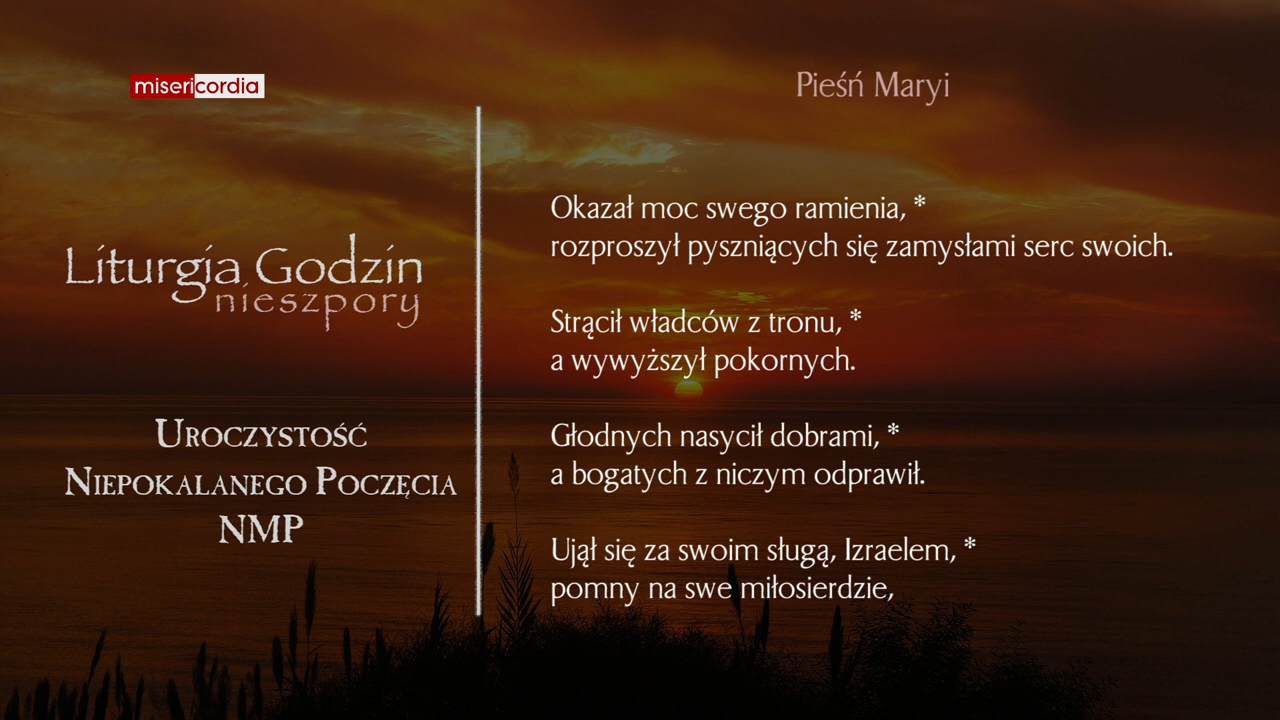 misericordia
Liturgia Godzin
nieszpory
Uroczystość
Niepokalanego Poczęcia
NMP
Pieśń Maryi
Okazał moc swego ramienia, *
rozproszył pyszniących się zamysłami serc swoich.
Strącił władców z tronu, *
a wywyższył pokornych.
Głodnych nasycił dobrami, *
a bogatych z niczym odprawił.
Ujął się za swoim sługą, Izraelem, *
pomny na swe miłosierdzie,